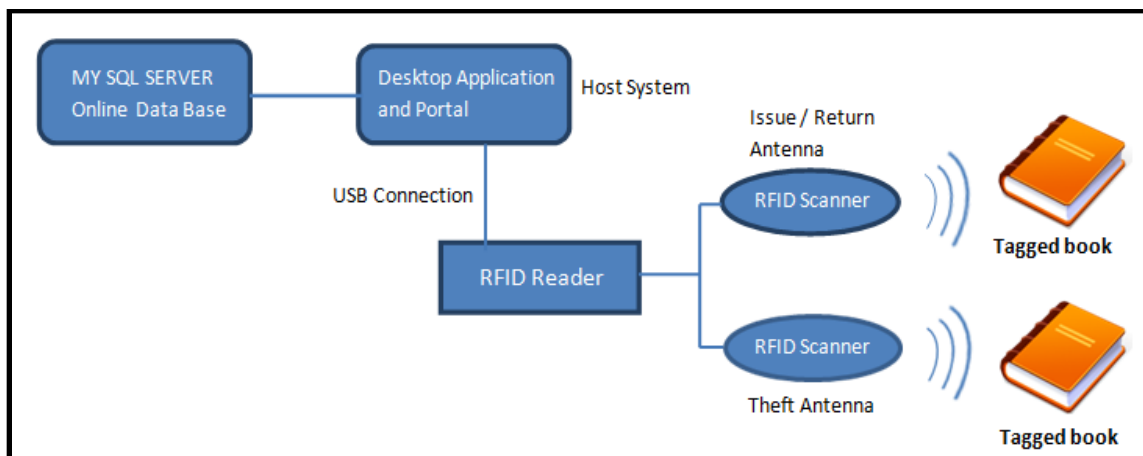 MY SQL SERVER
Online Data Base
Desktop Application
and Portal
Host System
Issue / Return
Antenna
USB Connection
RFID Scanner
Tagged book
RFID Reader
RFID Scanner
Theft Antenna
Tagged book